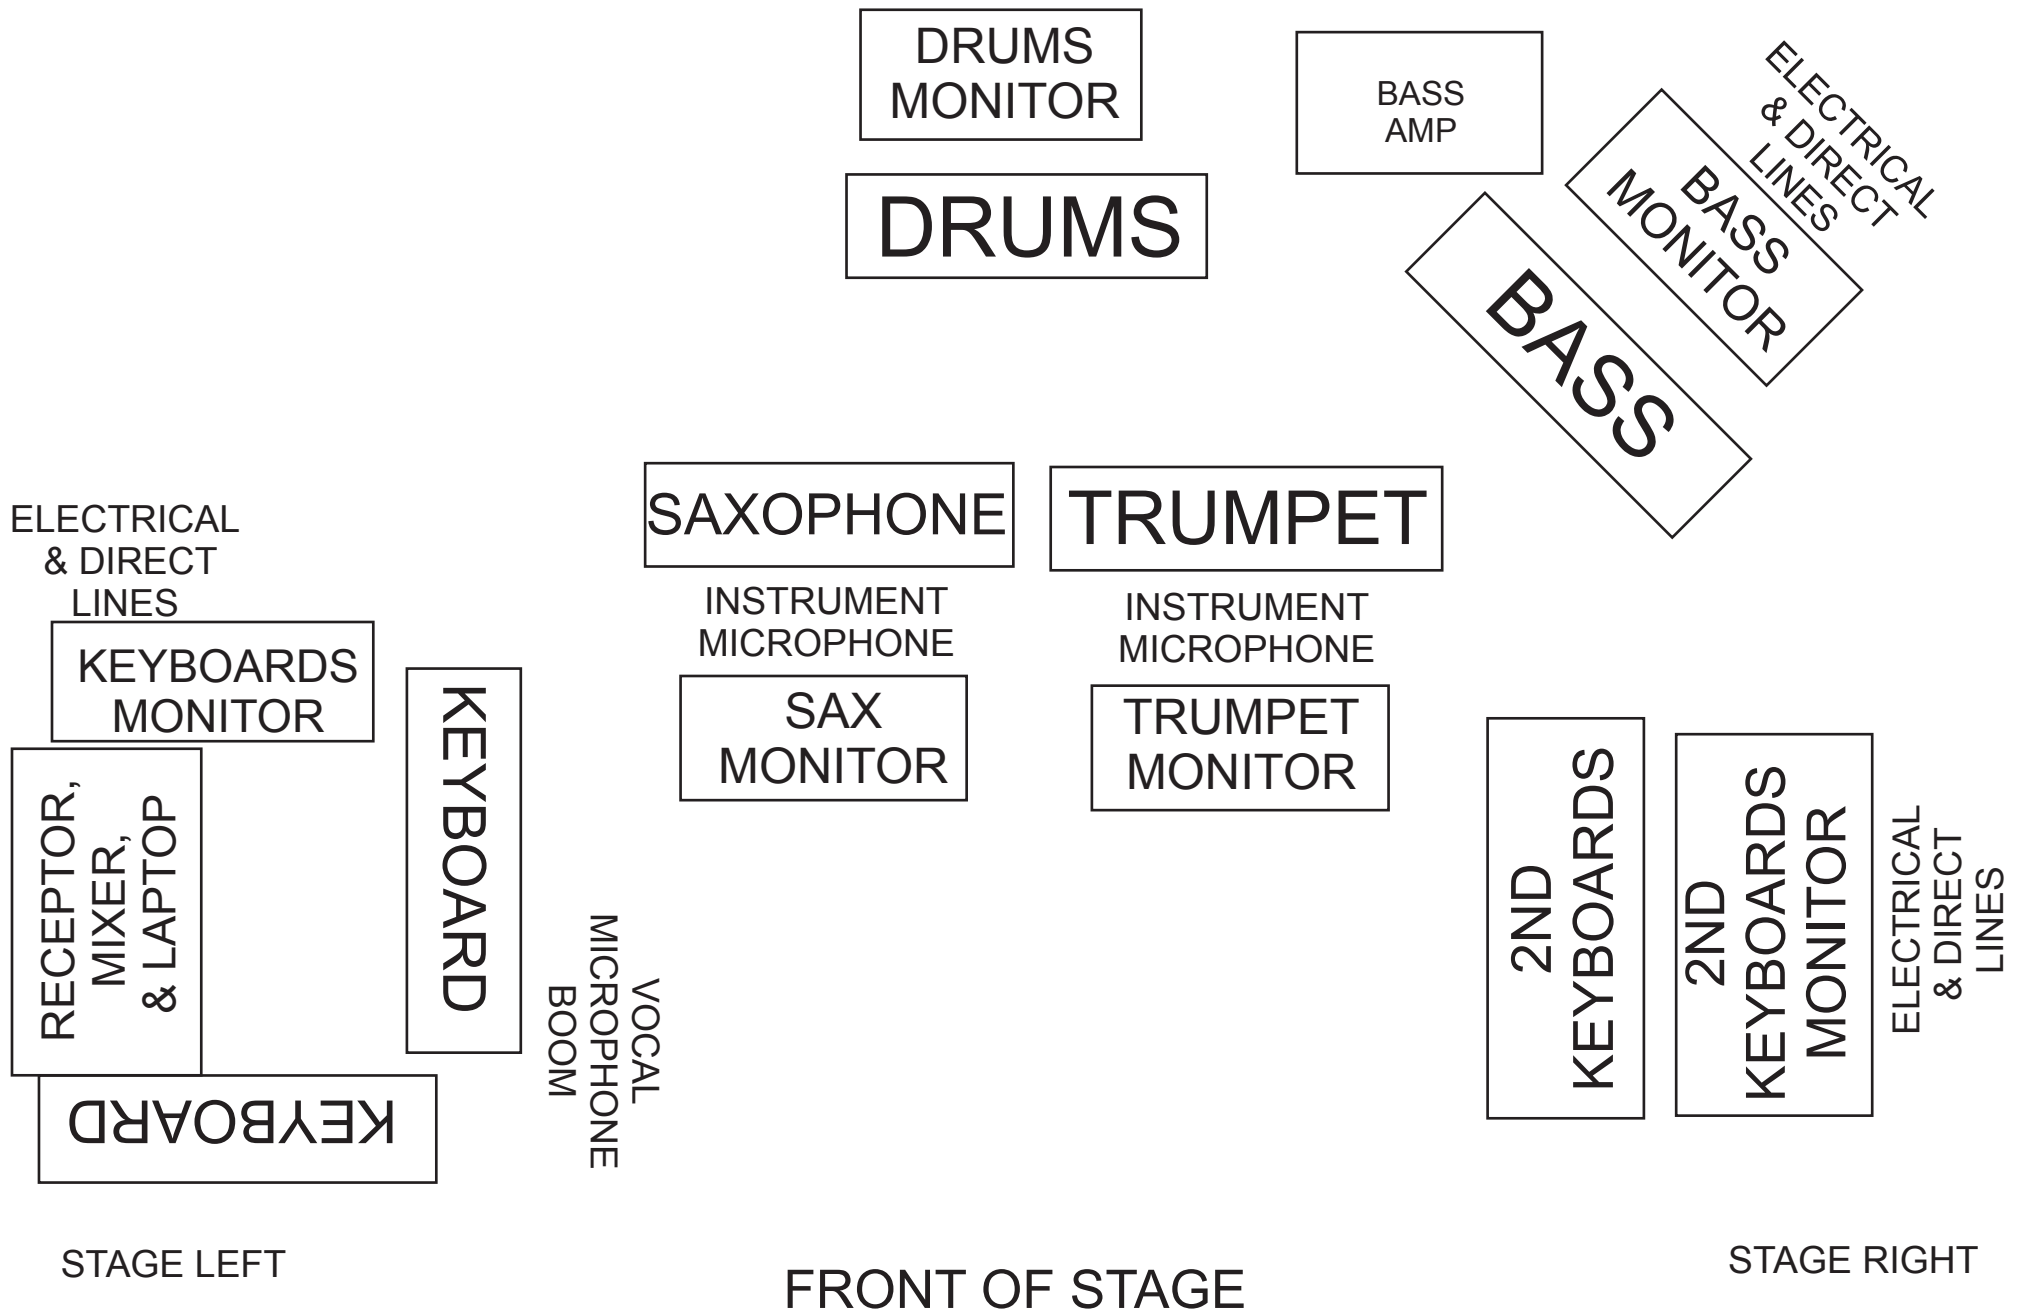 DRUMS
MONITOR
BASS
AMP
ELECTRICAL
& DIRECT
LINES
BASS
MONITOR
DRUMS
BASS
SAXOPHONE
TRUMPET
ELECTRICAL
& DIRECT
LINES
INSTRUMENT
MICROPHONE
INSTRUMENT
MICROPHONE
KEYBOARDS
MONITOR
KEYBOARD
SAX
MONITOR
TRUMPET
MONITOR
RECEPTOR,
MIXER,
& LAPTOP
2ND
KEYBOARDS
2ND
KEYBOARDS
MONITOR
ELECTRICAL
& DIRECT
LINES
VOCAL
MICROPHONE
BOOM
KEYBOARD
STAGE LEFT
FRONT OF STAGE
STAGE RIGHT